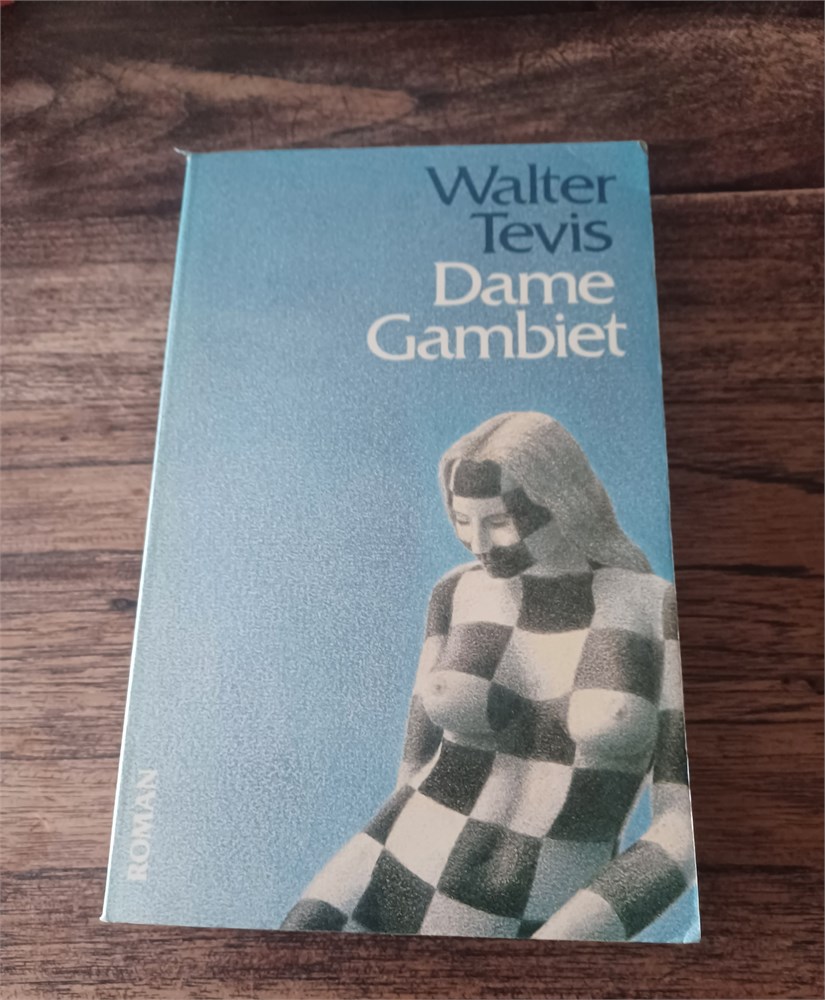 Walter
Tevis
Dame
Gambiet
ROMAN